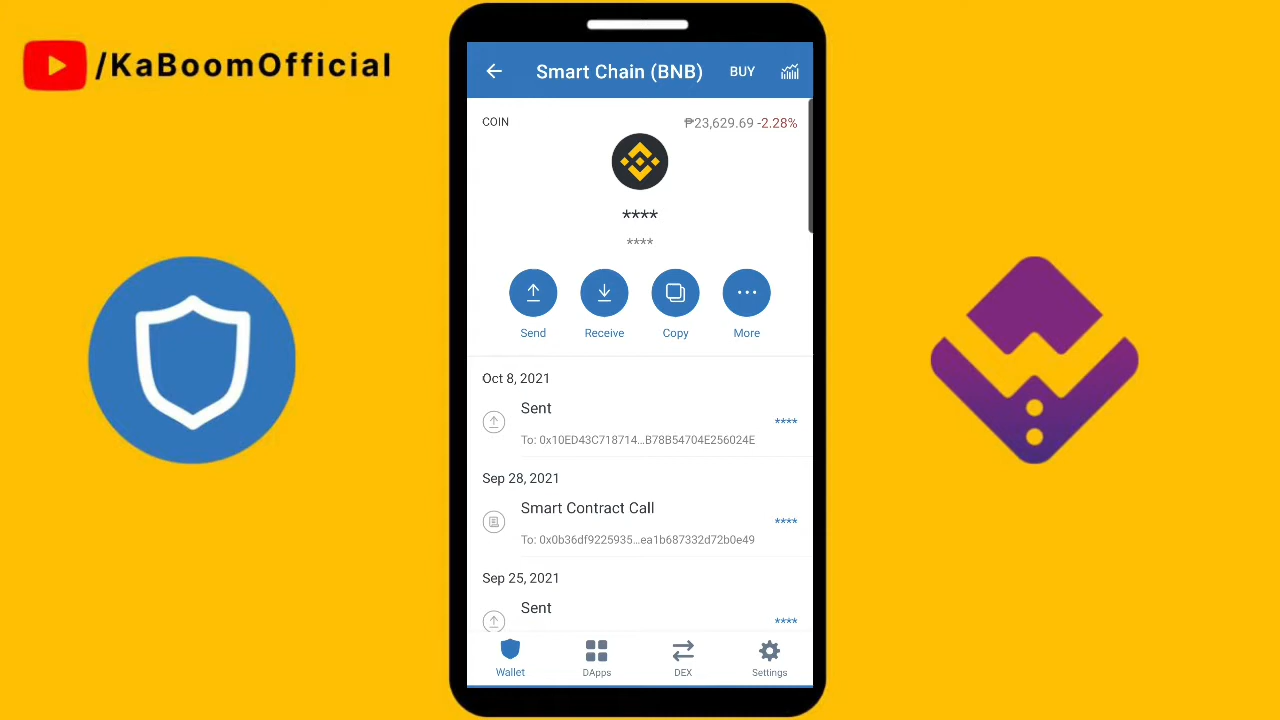 /KaBoomOfficial
Smart Chain (BNB) BUY
COIN ₱23,629.69 -2.28%
****
****
Send Receive Copy More
Oct 8, 2021
Sent
****
To: 0x10ED43C718714...B78B54704E256024E
Sep 28, 2021
Smart Contract Call
****
To: 0x0b36df9225935...ea1b687332d72b0e49
Sep 25, 2021
Sent
****
Wallet DApps DEX Settings